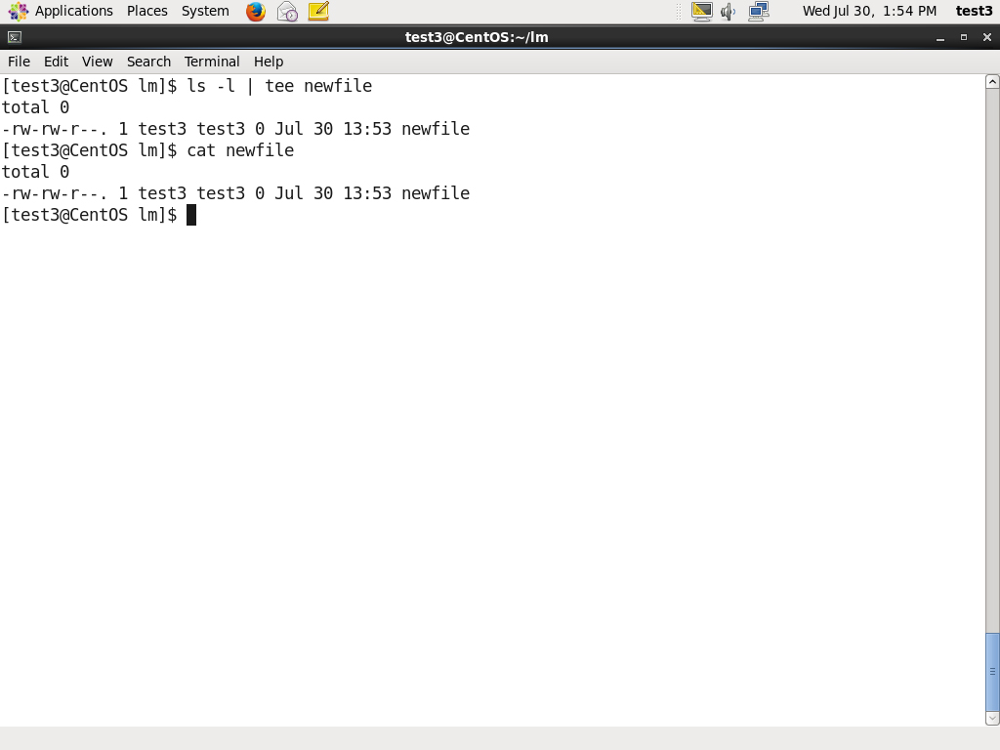 Applications Places System Wed Jul 30, 1:54 PM test3
test3@CentOS:~/lm
File Edit View Search Terminal Help
[test3@CentOS lm]$ ls -l | tee newfile
total 0
-rw-rw-r--. 1 test3 test3 0 Jul 30 13:53 newfile
[test3@CentOS lm]$ cat newfile
total 0
-rw-rw-r--. 1 test3 test3 0 Jul 30 13:53 newfile
[test3@CentOS lm]$